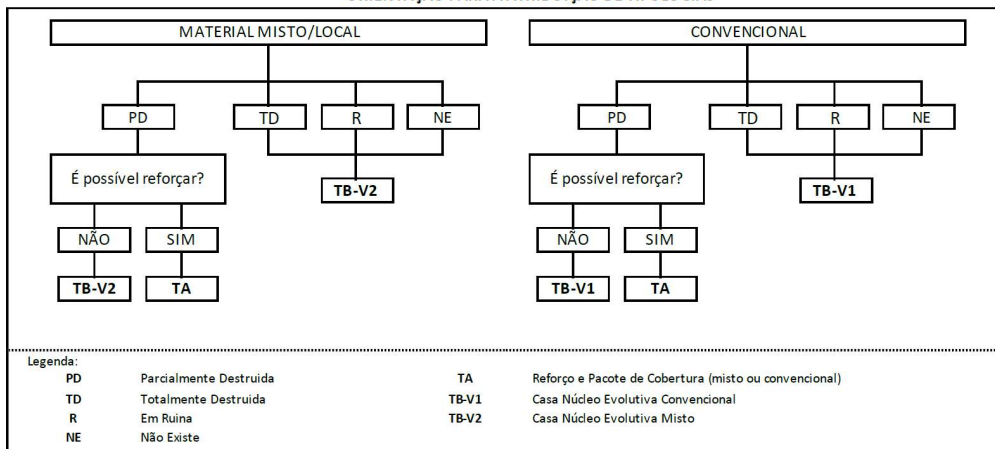 MATERIAL MISTO/LOCAL
CONVENCIONAL
PD TD R NE
PD TD R NE
É possível reforçar?
TB-V2
É possível reforçar?
TB-V1
NÃO SIM
NÃO SIM
TB-V2 TA
TB-V1 TA
Legenda:
PD Parcialmente Destruida
TD Totalmente Destruida
R Em Ruina
NE Não Existe
TA Reforço e Pacote de Cobertura (misto ou convencional)
TB-V1 Casa Núcleo Evolutiva Convencional
TB-V2 Casa Núcleo Evolutiva Misto